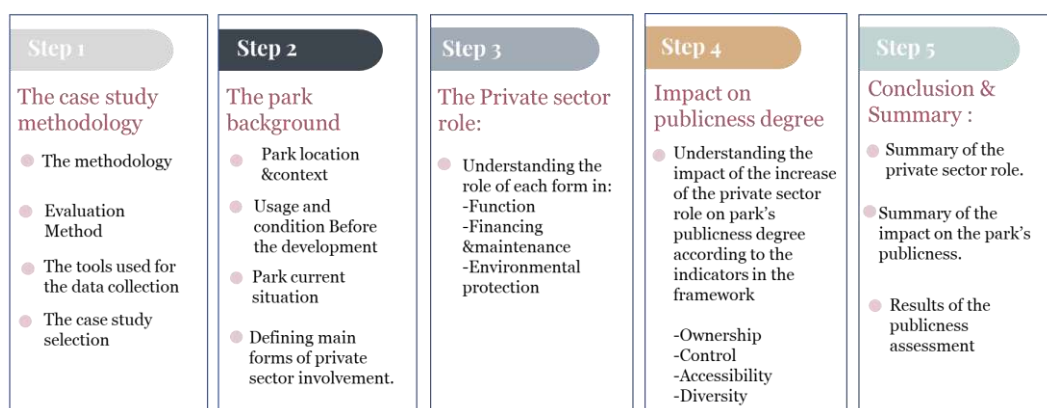 Step 1
The case study
methodology
The methodology
Evaluation
Method
The tools used for
the data collection
The case study
selection
Step 2
The park
background
Park location
&context
Usage and
condition Before
the development
Park current
situation
Defining main
forms of private
sector involvement.
Step 3
The Private sector
role:
Understanding the
role of each form in:
-Function
-Financing
&maintenance
-Environmental
protection
Step 4
Impact on
publicness degree
Understanding the
impact of the increase
of the private sector
role on park's
publicness degree
according to the
indicators in the
framework
-Ownership
-Control
-Accessibility
-Diversity
Step 5
Conclusion &
Summary :
Summary of the
private sector role.
Summary of the
impact on the park's
publicness.
Results of the
publicness
assessment